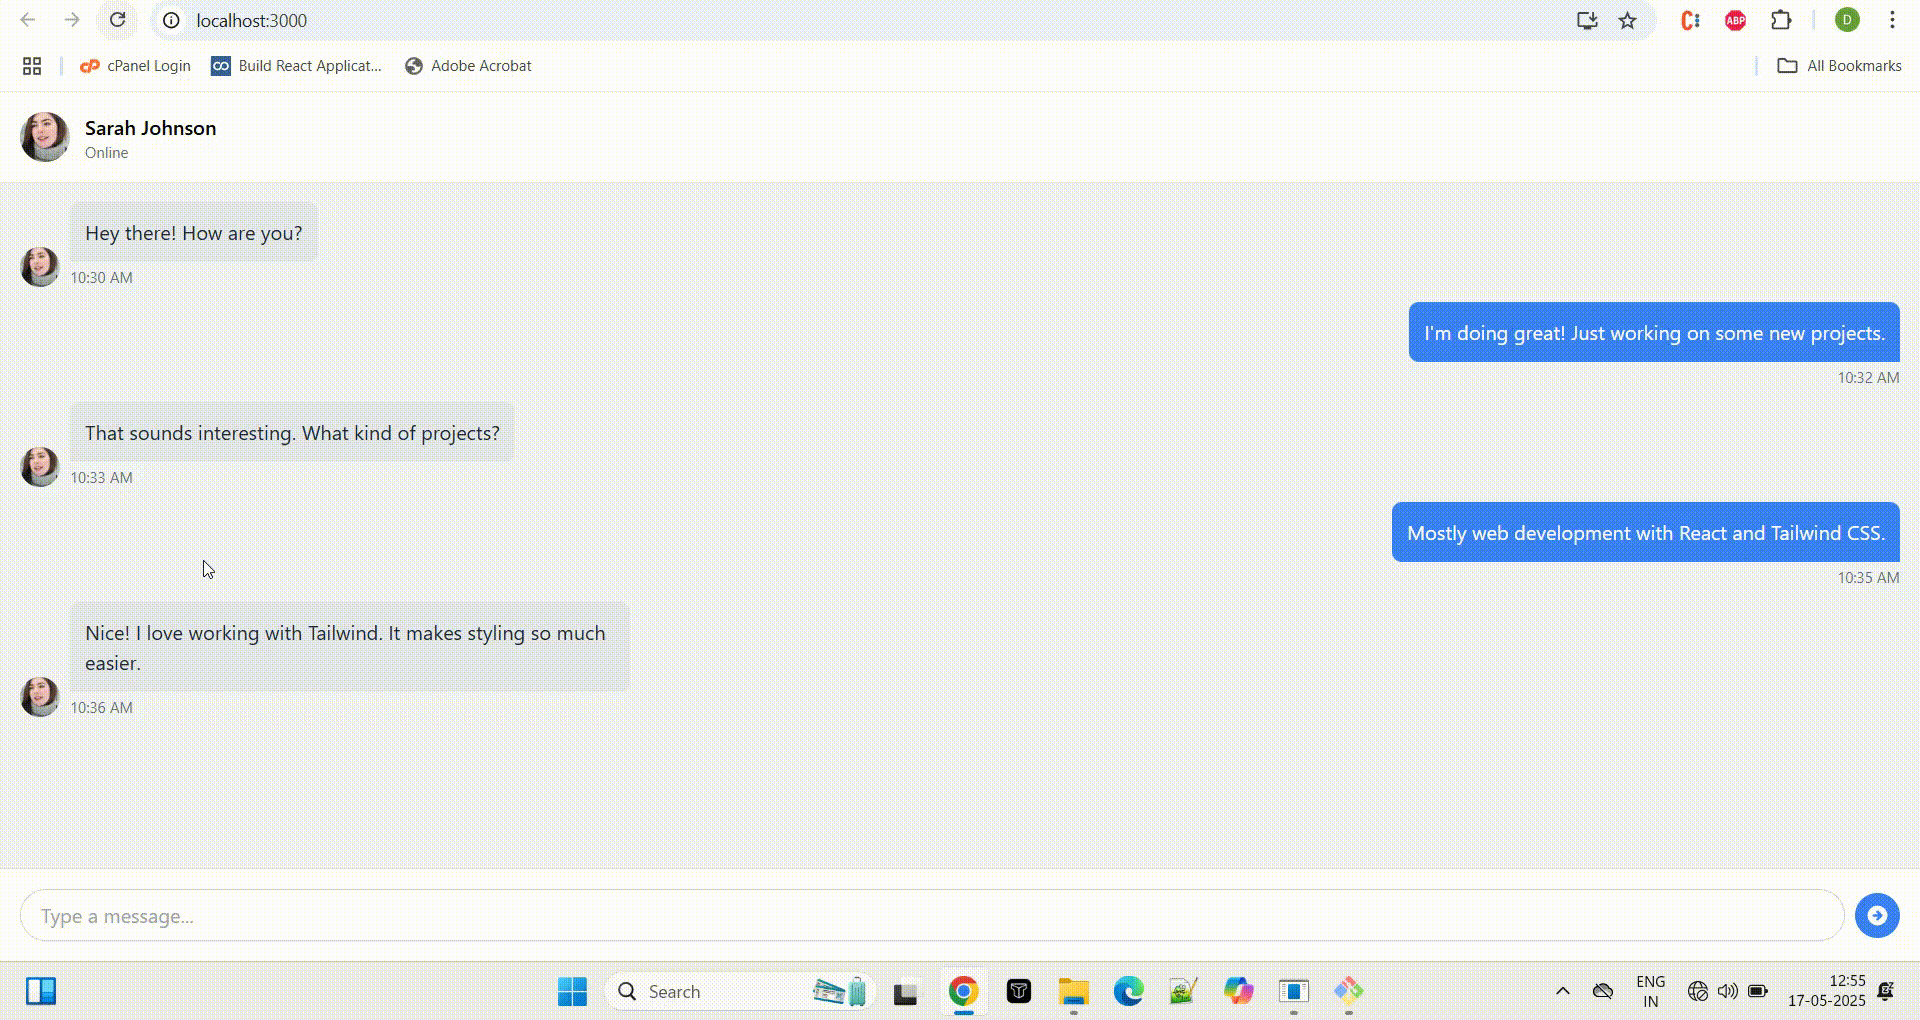 localhost:3000
ABP
D
cPanel Login
Build React Applicat...
Adobe Acrobat
All Bookmarks
Sarah Johnson
Online
Hey there! How are you?
10:30 AM
I'm doing great! Just working on some new projects.
10:32 AM
That sounds interesting. What kind of projects?
10:33 AM
Mostly web development with React and Tailwind CSS.
10:35 AM
Nice! I love working with Tailwind. It makes styling so much
easier.
10:36 AM
Type a message...
Search
ENG
IN
12:55
17-05-2025